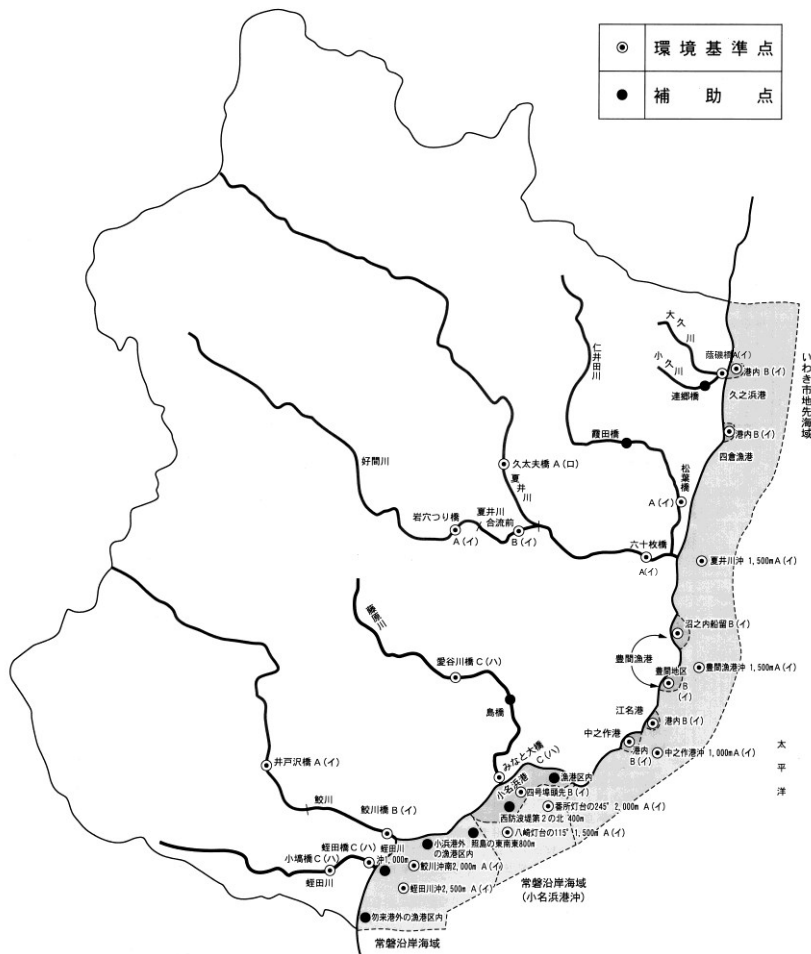 環境基準点
補助点
大久川
小久川
蔭磯橋A(イ)
港内B(イ)
連郷橋
久之浜港
いわき市地先海域
仁井田川
霞田橋
港内B(イ)
四倉漁港
松葉橋
A(イ)
好間川
久太夫橋 A(ロ)
夏井川
岩穴つり橋
A(イ)
夏井川
合流前
B(イ)
六十枚橋
A(イ)
夏井川沖 1,500mA(イ)
藤原川
沼之内船留B(イ)
豊間漁港
愛谷川橋C(ハ)
豊間地区
B
(イ)
豊間漁港沖 1,500mA(イ)
島橋
江名港
港内B(イ)
中之作港
港内
B(イ)
中之作港沖 1,000mA(イ)
太平洋
井戸沢橋A(イ)
みなと大橋
C(ハ)
小名浜港
漁港区内
四号埠頭先B(イ)
番所灯台の245° 2,000m A(イ)
西防波堤第2の北 400m
八崎灯台の115° 1,500m A(イ)
鮫川
鮫川橋B(イ)
蛭田橋C(ハ)
蛭田川
沖1,000m
小浜港外
の漁港区内
照島の東南東800m
小塙橋C(ハ)
蛭田川
鮫川沖南2,000m A(イ)
蛭田川沖2,500m A(イ)
常磐沿岸海域
(小名浜港沖)
勿来港外の漁港区内
常磐沿岸海域